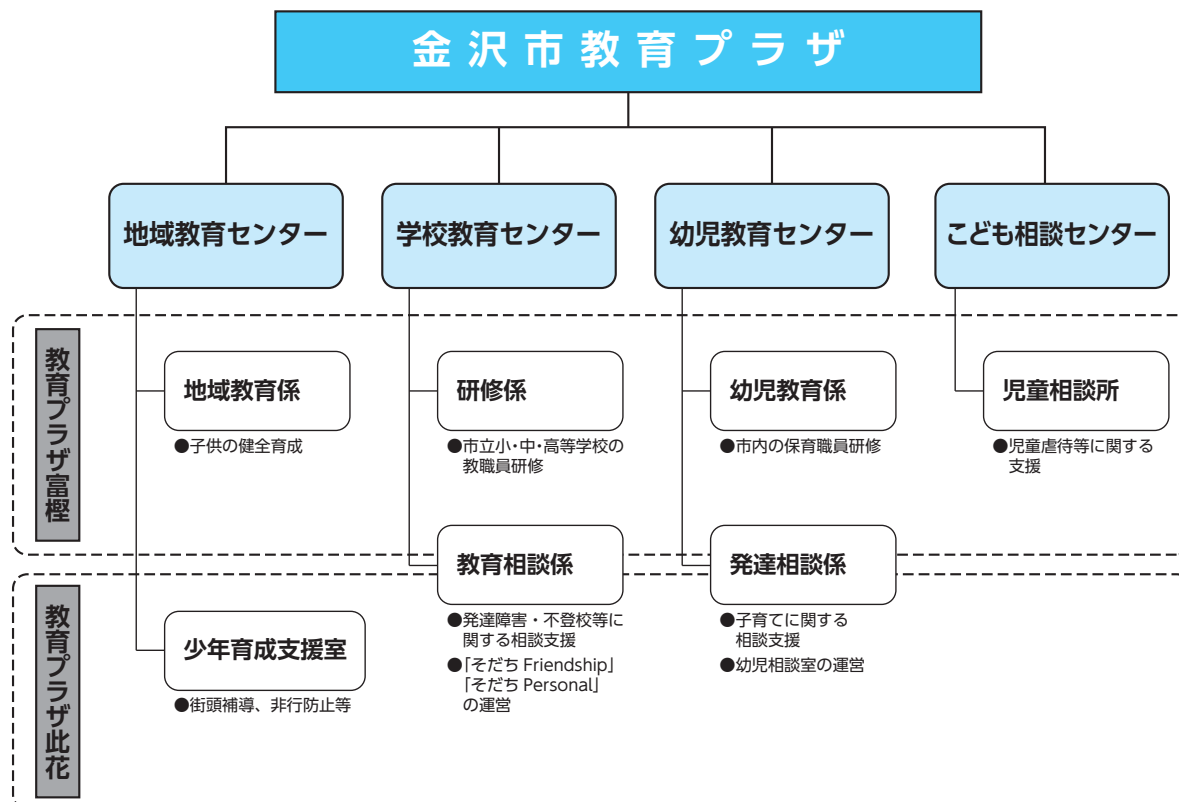 金沢市教育プラザ
地域教育センター
学校教育センター
幼児教育センター
こども相談センター
教育プラザ富樫
地域教育係
●子供の健全育成
研修係
●市立小・中・高等学校の
教職員研修
幼児教育係
●市内の保育職員研修
児童相談所
●児童虐待等に関する
支援
教育相談係
●発達障害・不登校等に
関する相談支援
●「そだち Friendship」
「そだち Personal」
の運営
発達相談係
●子育てに関する
相談支援
●幼児相談室の運営
教育プラザ此花
少年育成支援室
●街頭補導、非行防止等